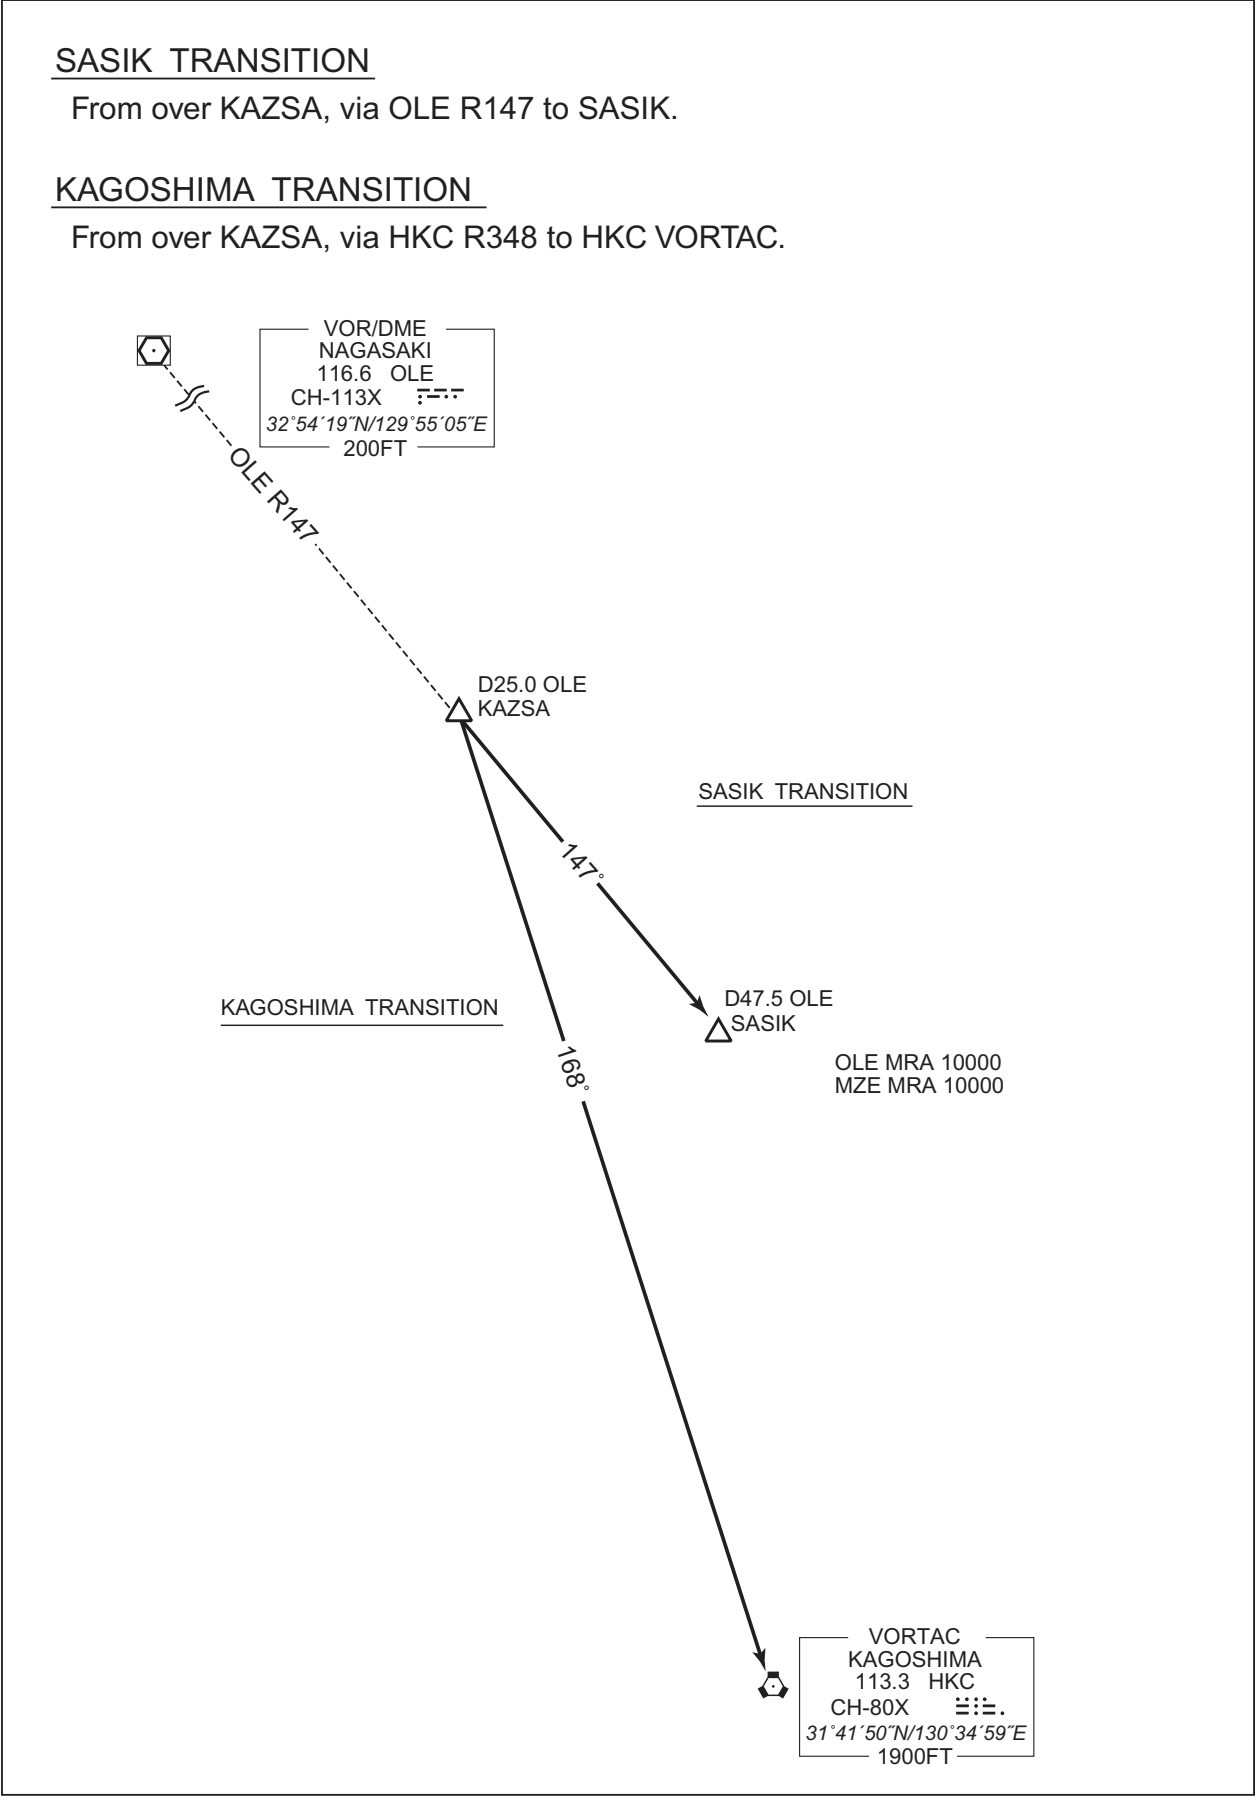 SASIK TRANSITION
From over KAZSA, via OLE R147 to SASIK.
KAGOSHIMA TRANSITION
From over KAZSA, via HKC R348 to HKC VORTAC.
VOR/DME
NAGASAKI
116.6 OLE
CH-113X
32°54′19″N/129°55′05″E
200FT
OLE R147
D25.0 OLE
KAZSA
SASIK TRANSITION
147°
D47.5 OLE
SASIK
KAGOSHIMA TRANSITION
168°
OLE MRA 10000
MZE MRA 10000
VORTAC
KAGOSHIMA
113.3 HKC
CH-80X
31°41′50″N/130°34′59″E
1900FT